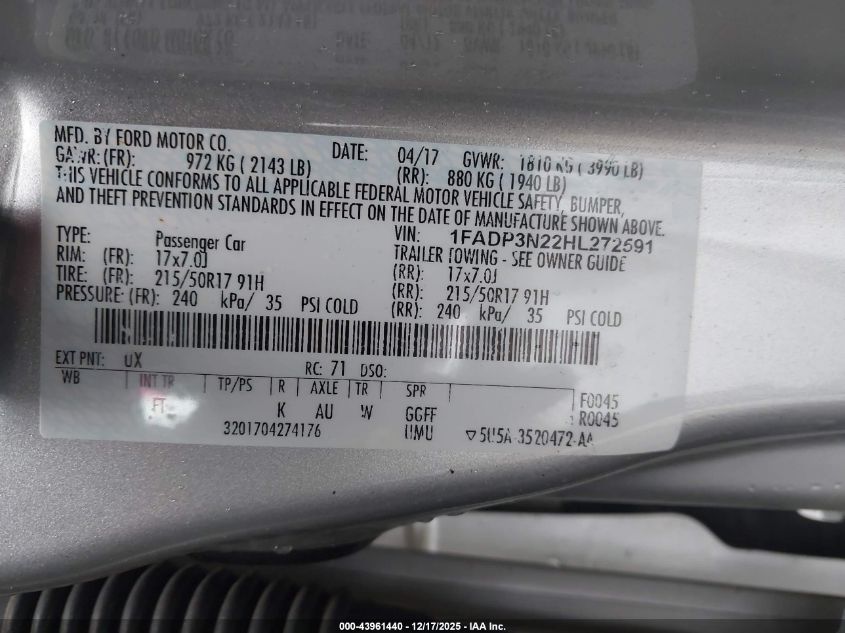 MFD. BY FORD MOTOR CO.
DATE: 04/17 GVWR: 1810 KG ( 3990 LB)
GAWR: (FR): 972 KG ( 2143 LB) (RR): 880 KG ( 1940 LB)
THIS VEHICLE CONFORMS TO ALL APPLICABLE FEDERAL MOTOR VEHICLE SAFETY, BUMPER,
AND THEFT PREVENTION STANDARDS IN EFFECT ON THE DATE OF MANUFACTURE SHOWN ABOVE.
VIN: 1FADP3N22HL272591
TYPE: Passenger Car TRAILER TOWING - SEE OWNER GUIDE
RIM: (FR): 17x7.0J (RR): 17x7.0J
TIRE: (FR): 215/50R17 91H (RR): 215/50R17 91H
PRESSURE: (FR): 240 kPa/ 35 PSI COLD (RR): 240 kPa/ 35 PSI COLD
EXT PNT: UX RC: 71 DSO:
WB INT TR TP/PS R AXLE TR SPR F0045
FT K AU W GGFF R0045
3201704274176 UMU ▽5U5A-3520472-AA
000-43961440 - 12/17/2025 - IAA Inc.